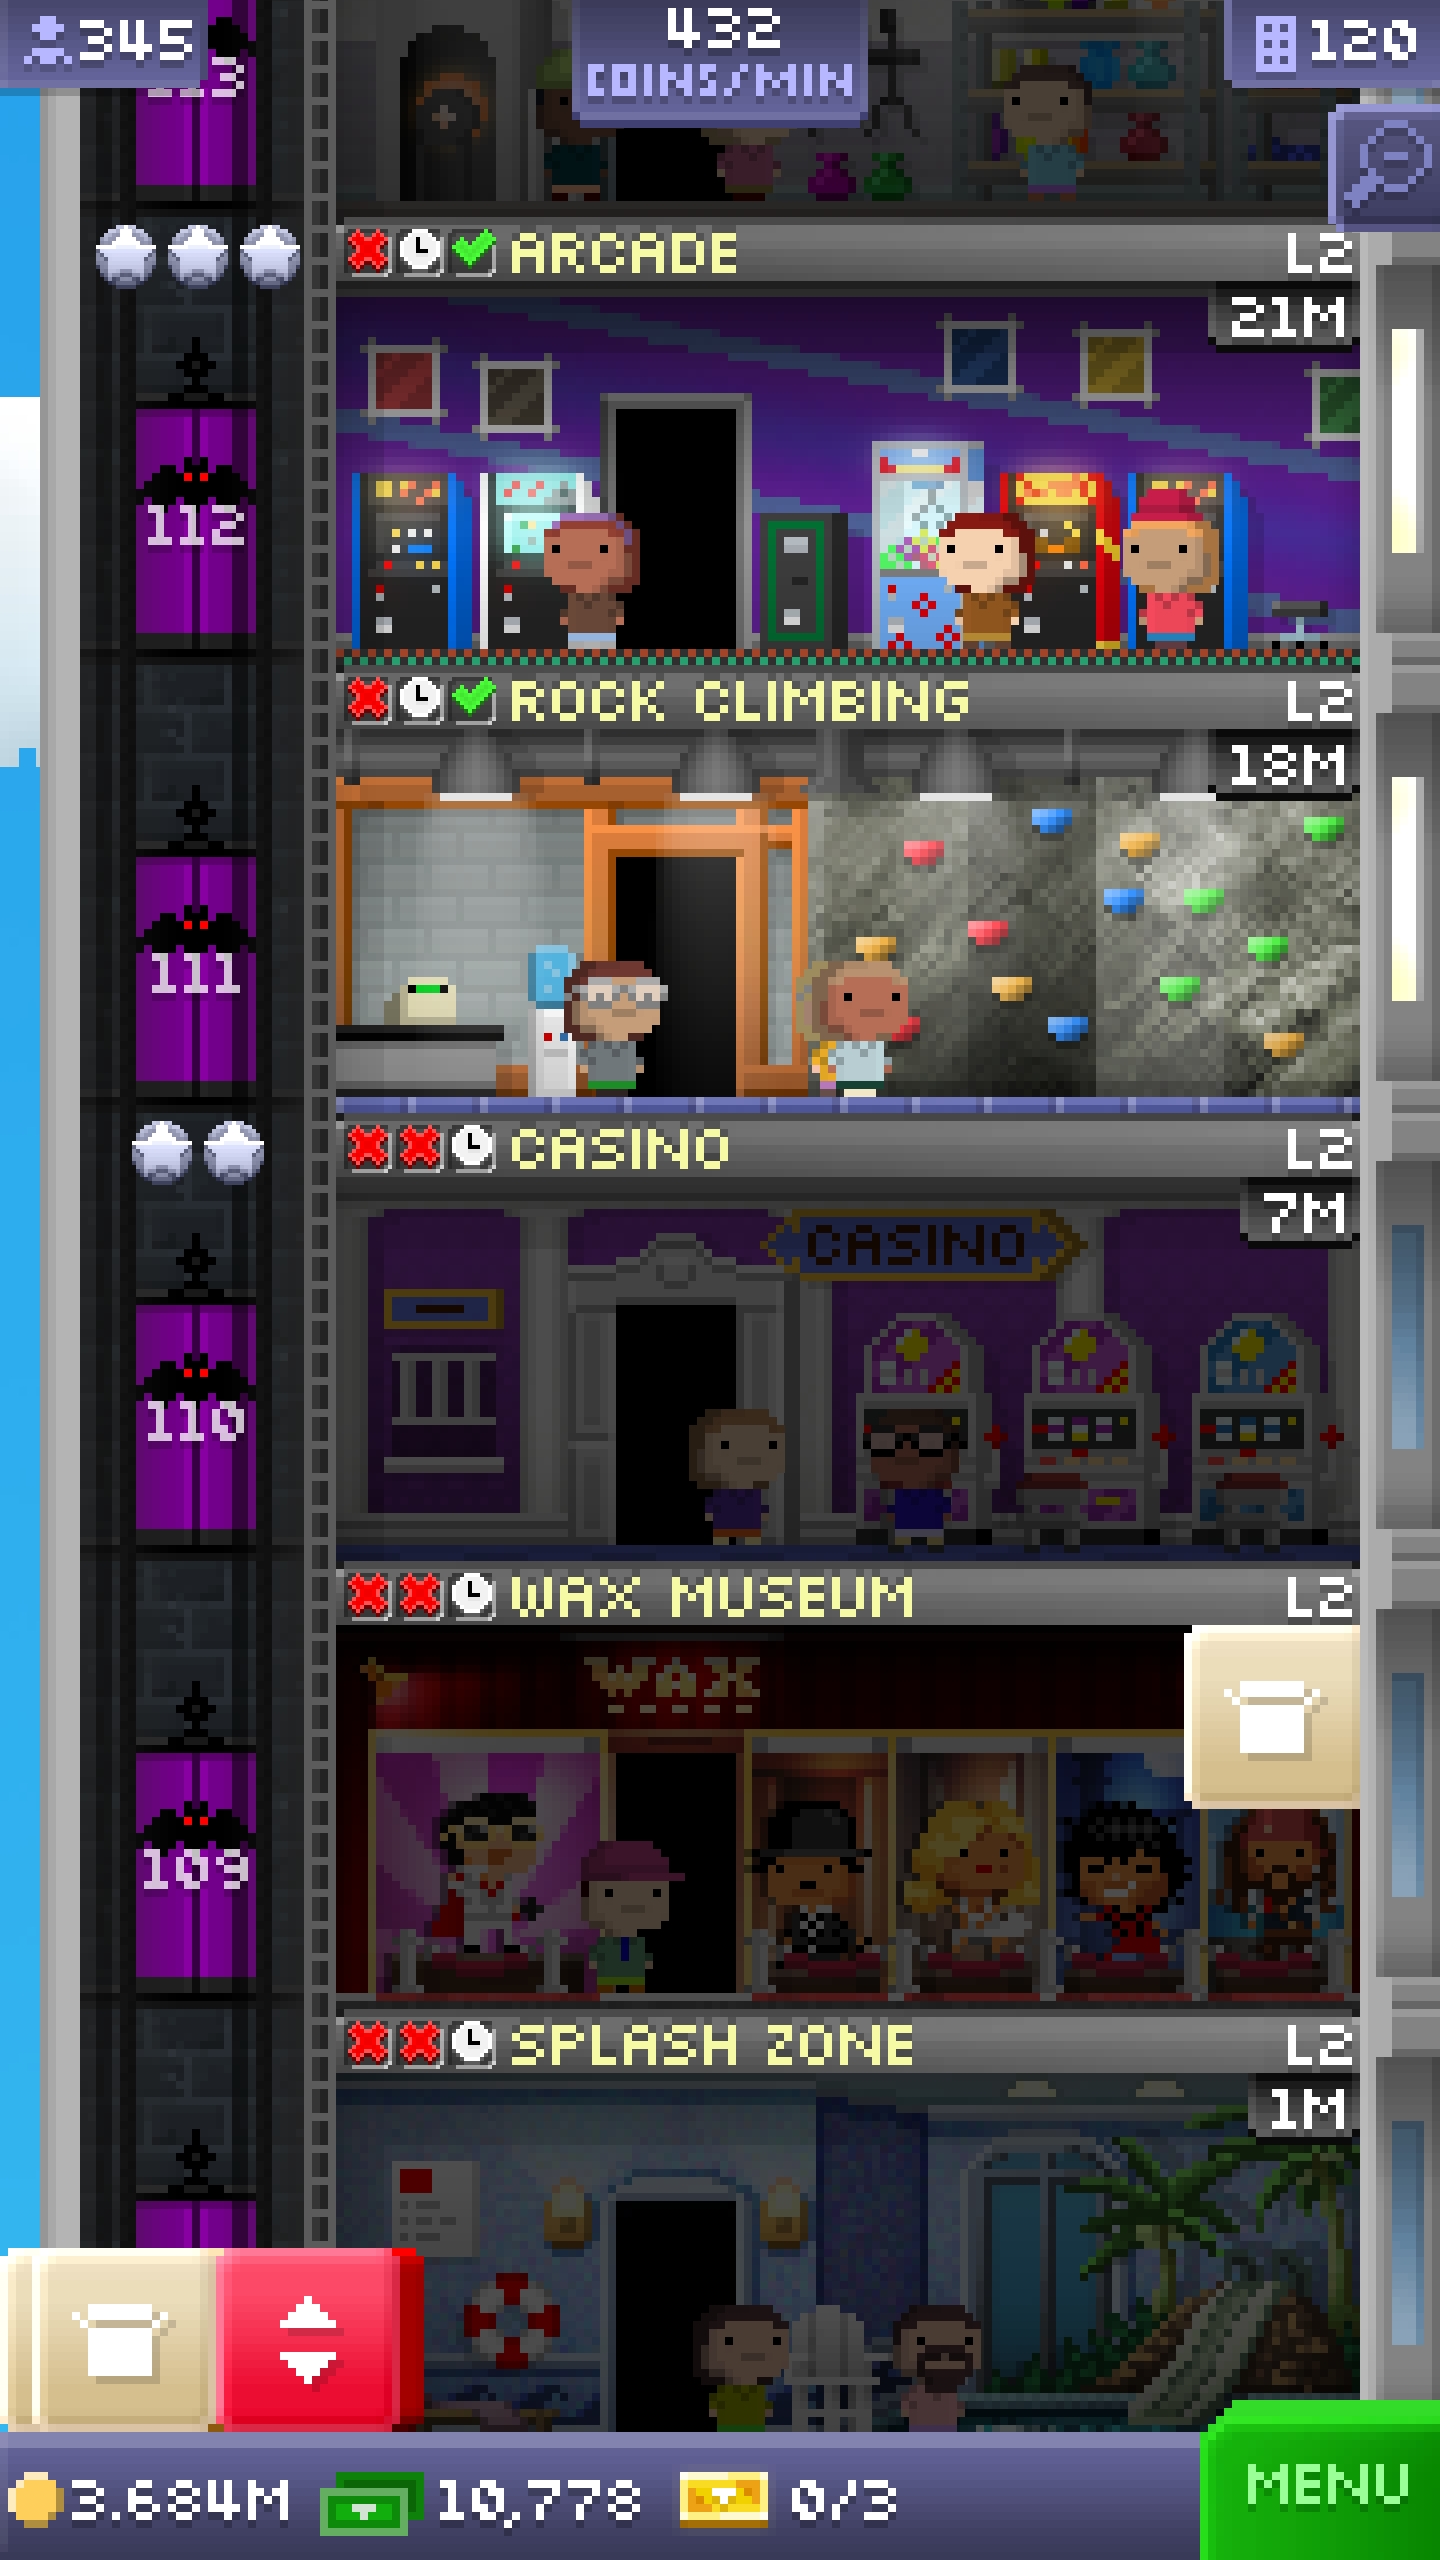 345
432
COINS/MIN
120
ARCADE L2
21M
112
ROCK CLIMBING L2
18M
111
CASINO L2
7M
CASINO
110
WAX MUSEUM L2
WAX
109
SPLASH ZONE L2
1M
3.684M 10,778 0/3
MENU